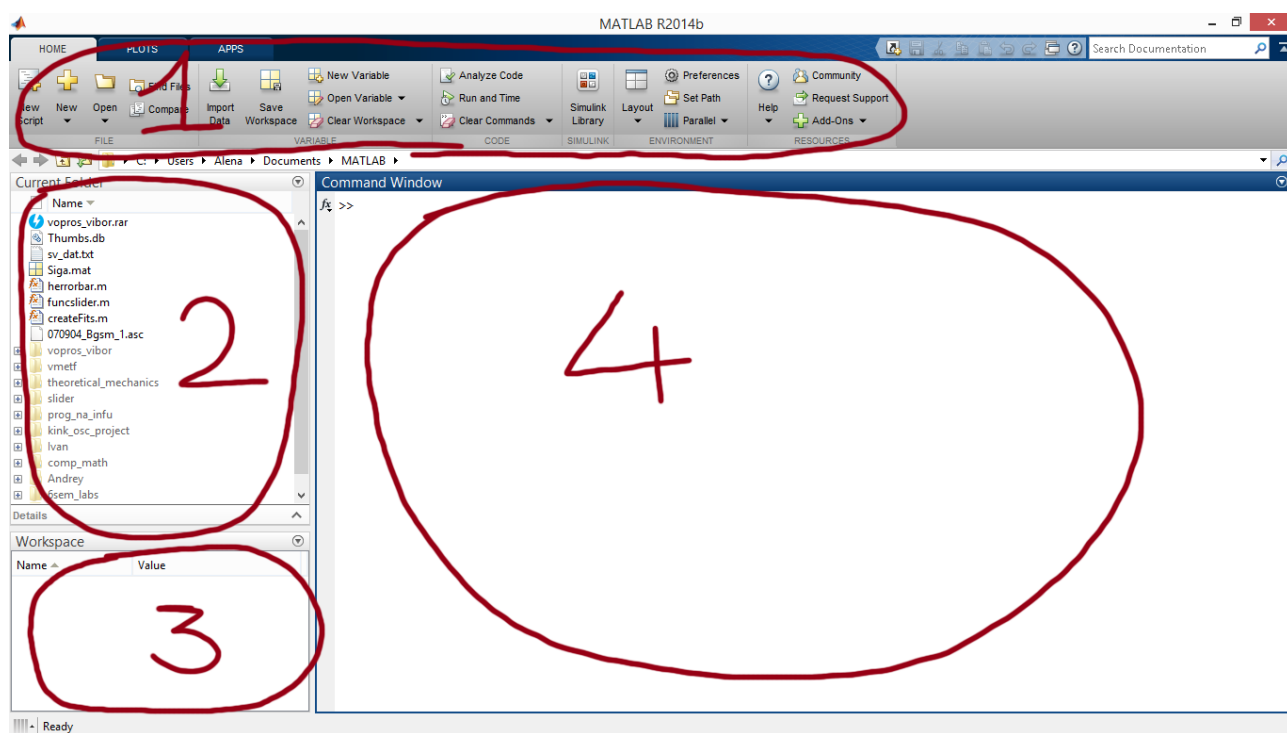 MATLAB R2014b
HOME PLOTS APPS
Search Documentation
New Script
New
Open
Find Files
Compare
Import Data
Save Workspace
New Variable
Open Variable
Clear Workspace
Analyze Code
Run and Time
Clear Commands
Simulink Library
Layout
Preferences
Set Path
Parallel
Help
Community
Request Support
Add-Ons
FILE VARIABLE CODE SIMULINK ENVIRONMENT RESOURCES
1
C: Users Alena Documents MATLAB
Current Folder
Name
vopros_vibor.rar
Thumbs.db
sv_dat.txt
Siga.mat
herrorbar.m
funcslider.m
createFits.m
070904_Bgsm_1.asc
vopros_vibor
vmetf
theoretical_mechanics
slider
prog_na_infu
kink_osc_project
Ivan
comp_math
Andrey
6sem_labs
2
Details
Workspace
Name Value
3
Command Window
fx >>
4
Ready